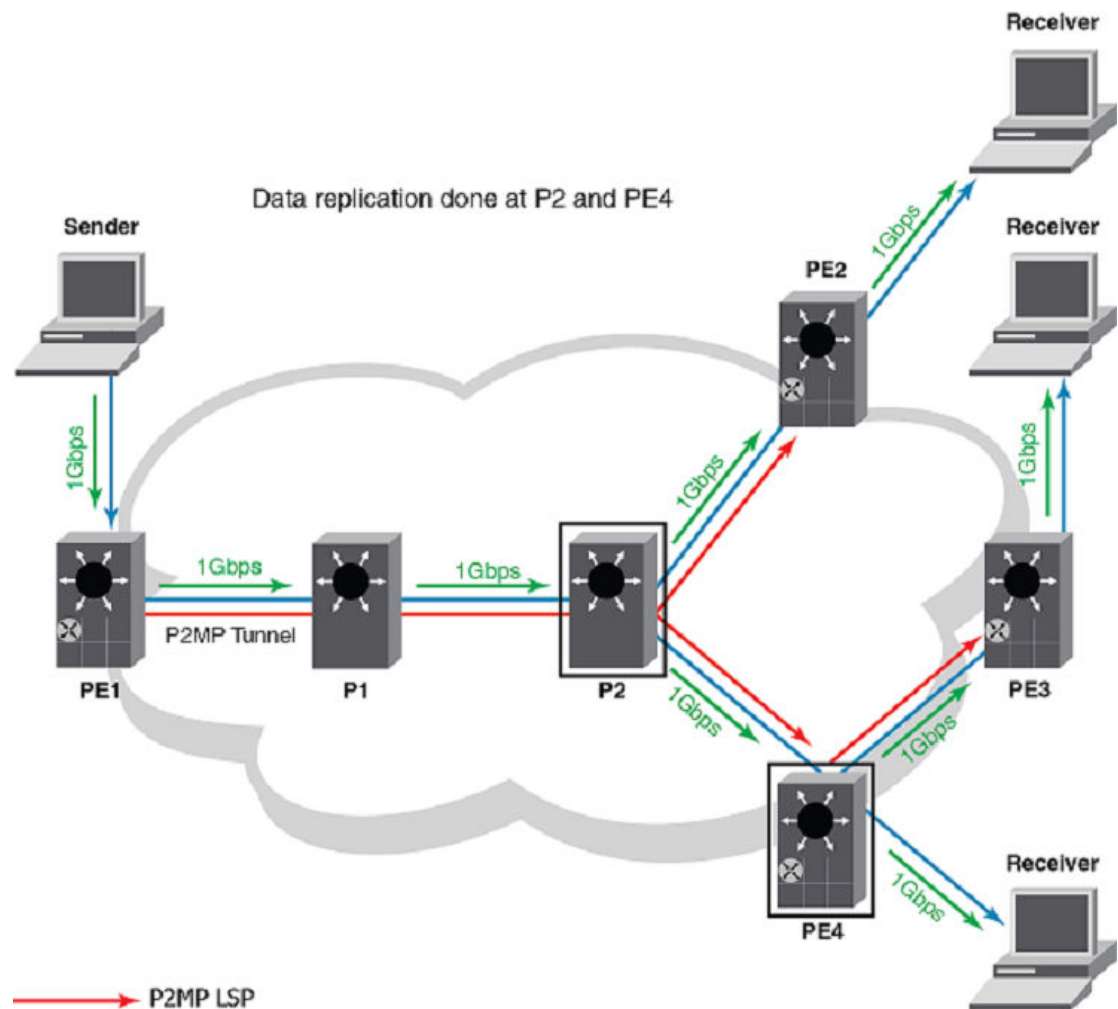 Receiver
Data replication done at P2 and PE4
Sender
1Gbps
Receiver
PE2
1Gbps
1Gbps
1Gbps
1Gbps
1Gbps
P2MP Tunnel
PE1
P1
P2
PE3
1Gbps
1Gbps
1Gbps
Receiver
PE4
P2MP LSP